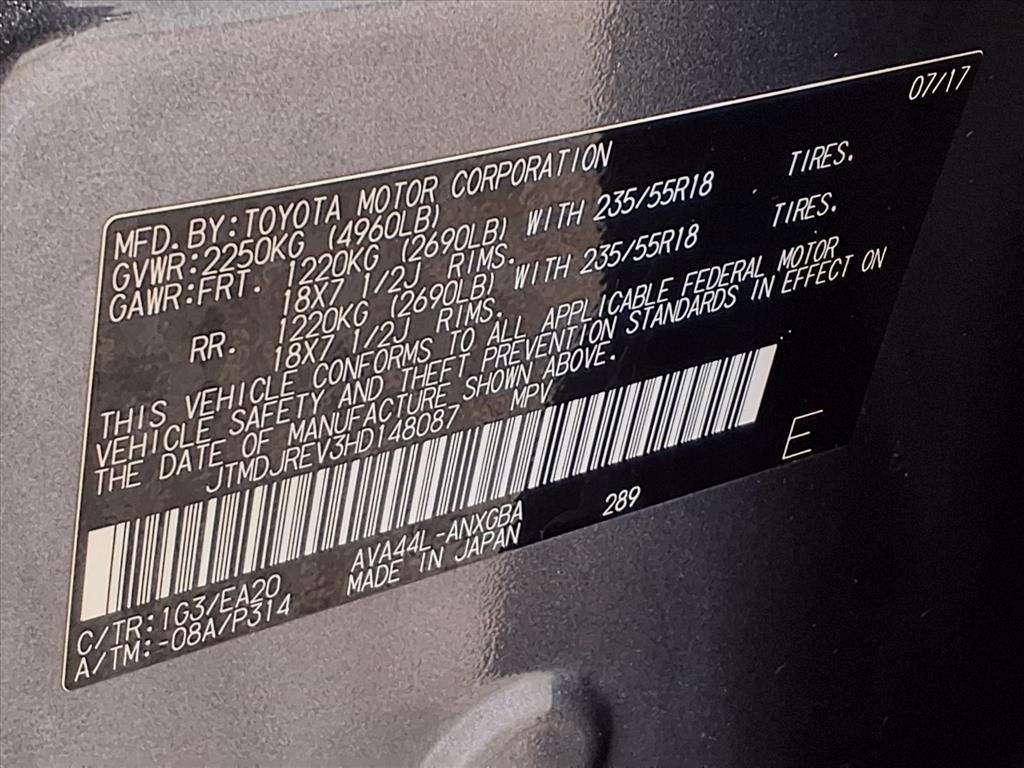 07/17
MFD. BY: TOYOTA MOTOR CORPORATION
GVWR: 2250KG (4960LB)
GAWR: FRT. 1220KG (2690LB) WITH 235/55R18 TIRES.
18X7 1/2J RIMS.
RR. 1220KG (2690LB) WITH 235/55R18 TIRES.
18X7 1/2J RIMS.
THIS VEHICLE CONFORMS TO ALL APPLICABLE FEDERAL MOTOR
VEHICLE SAFETY AND THEFT PREVENTION STANDARDS IN EFFECT ON
THE DATE OF MANUFACTURE SHOWN ABOVE.
JTMDJREV3HD148087 MPV
E
AVA44L-ANXGBA 289
MADE IN JAPAN
C/TR: 1G3/EA20
A/TM: -08A/P314